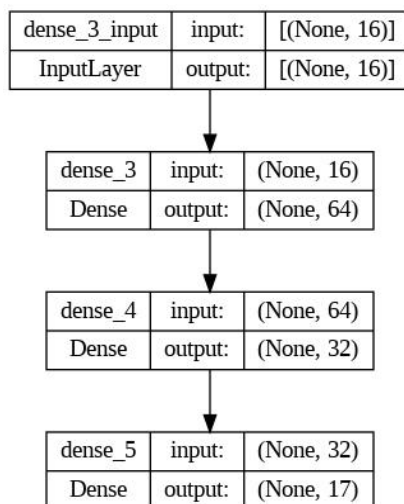 dense_3_input input: [(None, 16)]
InputLayer output: [(None, 16)]
dense_3 input: (None, 16)
Dense output: (None, 64)
dense_4 input: (None, 64)
Dense output: (None, 32)
dense_5 input: (None, 32)
Dense output: (None, 17)